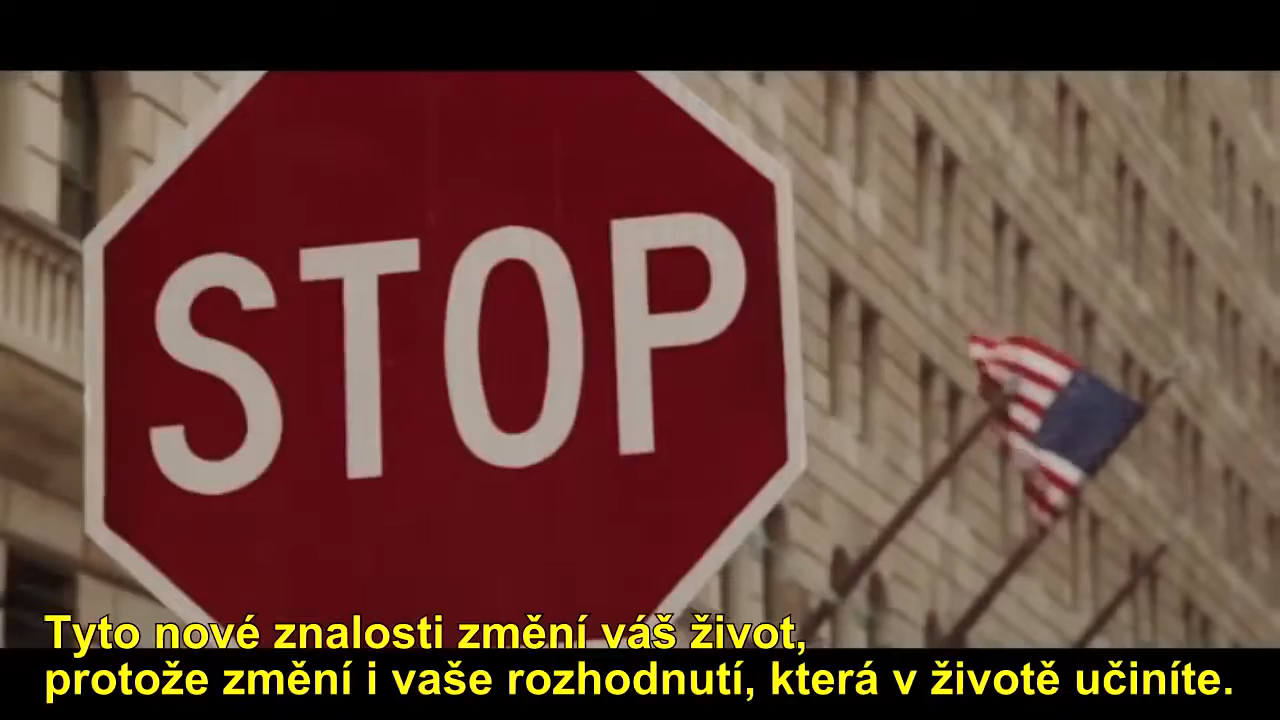 STOP
Tyto nové znalosti změní váš život,
protože změní i vaše rozhodnutí, která v životě učiníte.